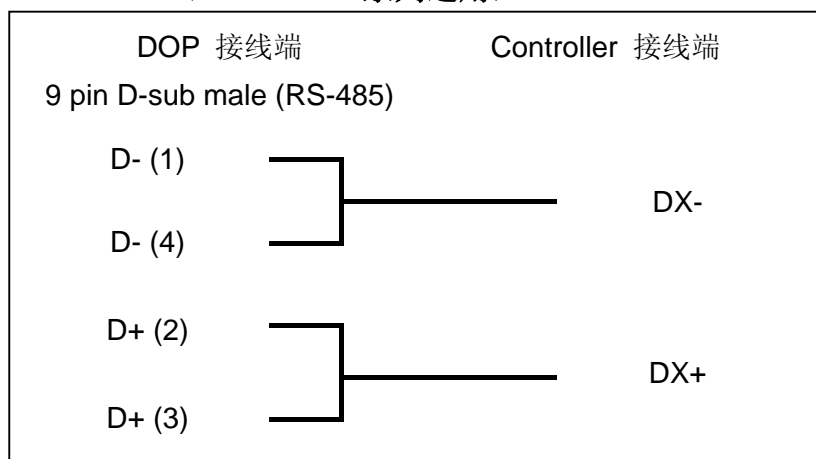 DOP 接线端 Controller 接线端
9 pin D-sub male (RS-485)
D- (1)
DX-
D- (4)
D+ (2)
DX+
D+ (3)